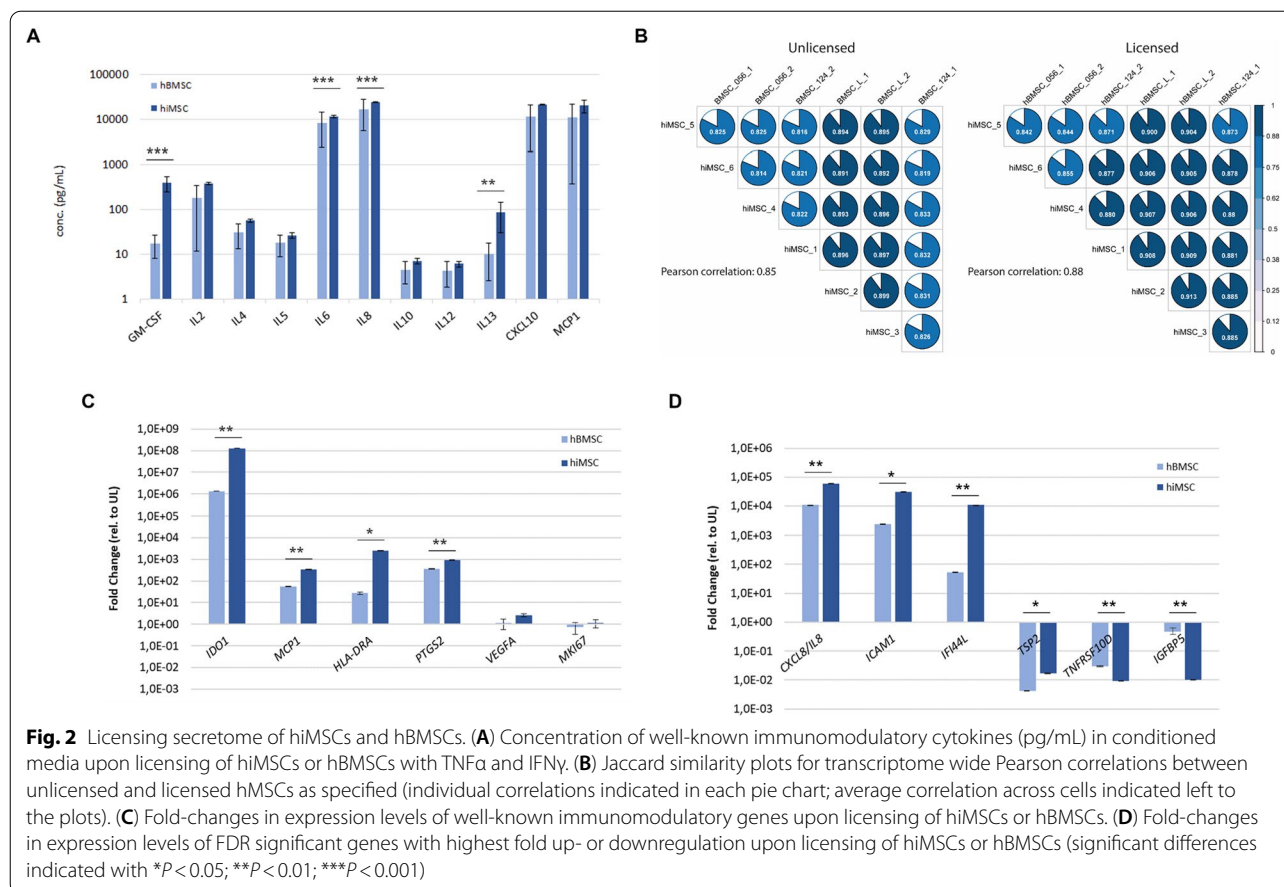 A
conc. (pg/mL)
100000
10000
1000
100
10
1
hBMSC
hiMSC
***
***
***
**
GM-CSF
IL2
IL4
IL5
IL6
IL8
IL10
IL12
IL13
CXCL10
MCP1
B
Unlicensed
BMSC_056_1 BMSC_056_2 BMSC_124_2 BMSC_L_1 BMSC_L_2 BMSC_124_1
hiMSC_5 0.825 0.825 0.816 0.894 0.895 0.829
hiMSC_6 0.814 0.821 0.891 0.892 0.819
hiMSC_4 0.822 0.893 0.896 0.833
hiMSC_1 0.896 0.897 0.832
hiMSC_2 0.899 0.831
hiMSC_3 0.826
Pearson correlation: 0.85
Licensed
hBMSC_056_1 hBMSC_056_2 hBMSC_124_2 hBMSC_L_1 hBMSC_L_2 hBMSC_124_1
hiMSC_5 0.842 0.844 0.871 0.900 0.904 0.873
hiMSC_6 0.855 0.877 0.906 0.905 0.878
hiMSC_4 0.880 0.907 0.906 0.88
hiMSC_1 0.908 0.909 0.881
hiMSC_2 0.913 0.885
hiMSC_3 0.885
Pearson correlation: 0.88
1
0.88
0.75
0.62
0.5
0.38
0.25
0.12
0
C
Fold Change (rel. to UL)
1,0E+09
1,0E+08
1,0E+07
1,0E+06
1,0E+05
1,0E+04
1,0E+03
1,0E+02
1,0E+01
1,0E+00
1,0E-01
1,0E-02
1,0E-03
hBMSC
hiMSC
**
**
*
**
IDO1
MCP1
HLA-DRA
PTGS2
VEGFA
MKI67
D
Fold Change (rel. to UL)
1,0E+06
1,0E+05
1,0E+04
1,0E+03
1,0E+02
1,0E+01
1,0E+00
1,0E-01
1,0E-02
1,0E-03
hBMSC
hiMSC
**
*
**
*
**
**
CXCL8/IL8
ICAM1
IFI44L
TSP2
TNFRSF10D
IGFBP5
Fig. 2 Licensing secretome of hiMSCs and hBMSCs. (A) Concentration of well-known immunomodulatory cytokines (pg/mL) in conditioned
media upon licensing of hiMSCs or hBMSCs with TNFα and IFNγ. (B) Jaccard similarity plots for transcriptome wide Pearson correlations between
unlicensed and licensed hMSCs as specified (individual correlations indicated in each pie chart; average correlation across cells indicated left to
the plots). (C) Fold-changes in expression levels of well-known immunomodulatory genes upon licensing of hiMSCs or hBMSCs. (D) Fold-changes
in expression levels of FDR significant genes with highest fold up- or downregulation upon licensing of hiMSCs or hBMSCs (significant differences
indicated with *P < 0.05; **P < 0.01; ***P < 0.001)